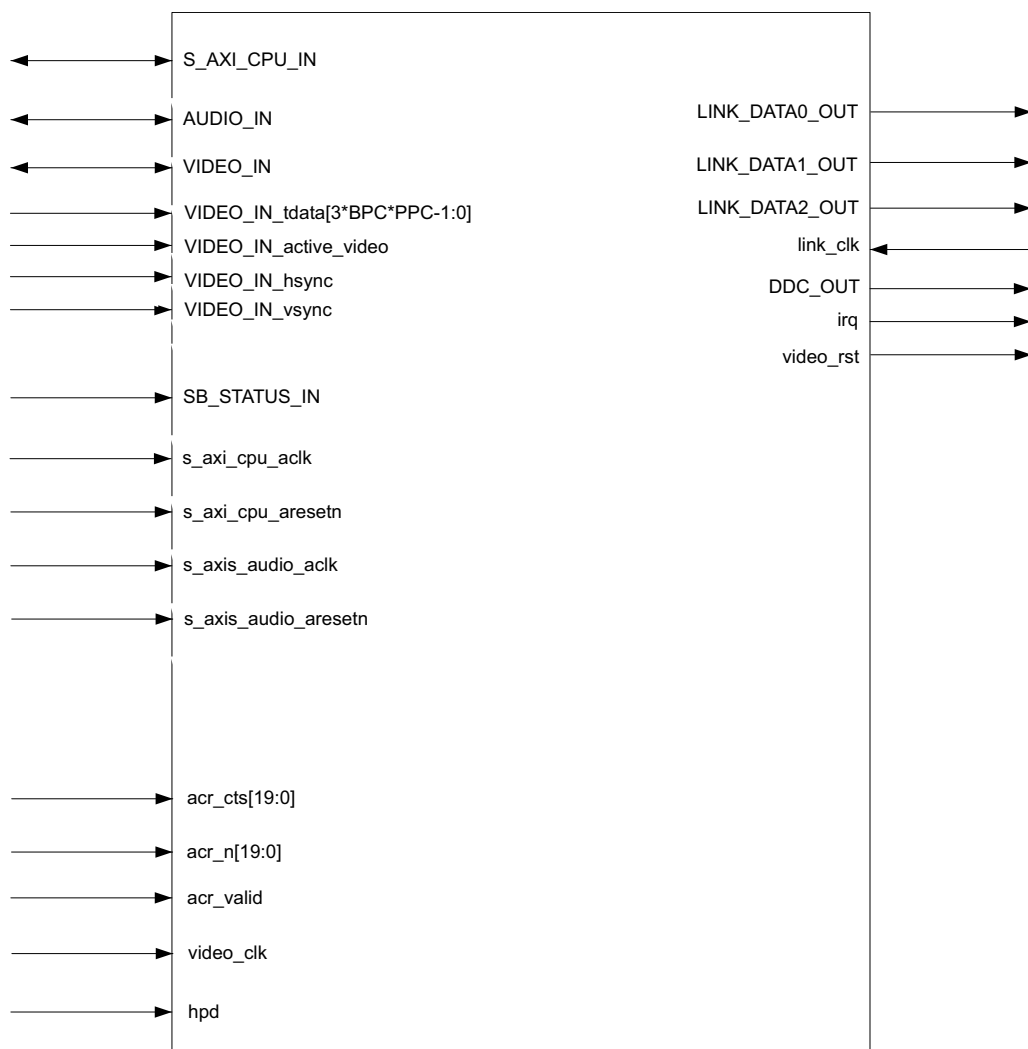 S_AXI_CPU_IN
AUDIO_IN
VIDEO_IN
VIDEO_IN_tdata[3*BPC*PPC-1:0]
VIDEO_IN_active_video
VIDEO_IN_hsync
VIDEO_IN_vsync
SB_STATUS_IN
s_axi_cpu_aclk
s_axi_cpu_aresetn
s_axis_audio_aclk
s_axis_audio_aresetn
acr_cts[19:0]
acr_n[19:0]
acr_valid
video_clk
hpd
LINK_DATA0_OUT
LINK_DATA1_OUT
LINK_DATA2_OUT
link_clk
DDC_OUT
irq
video_rst